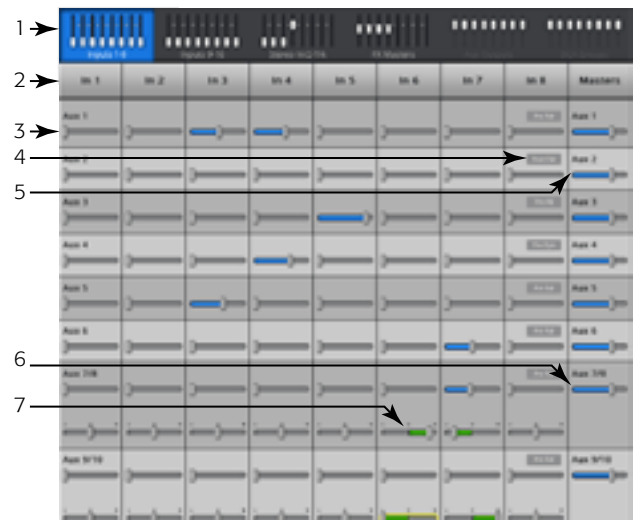 1
Inputs 1-8
Inputs 9-16
FX Masters
2
In 1 In 2 In 3 In 4 In 5 In 6 In 7 In 8 Masters
Aux 1 Aux 1
3
4
Aux 2 Aux 2
5
Aux 3 Aux 3
Aux 4 Aux 4
Aux 5 Aux 5
Aux 6 Aux 6
6
Aux 7/8 Aux 7/8
7
Aux 9/10 Aux 9/10